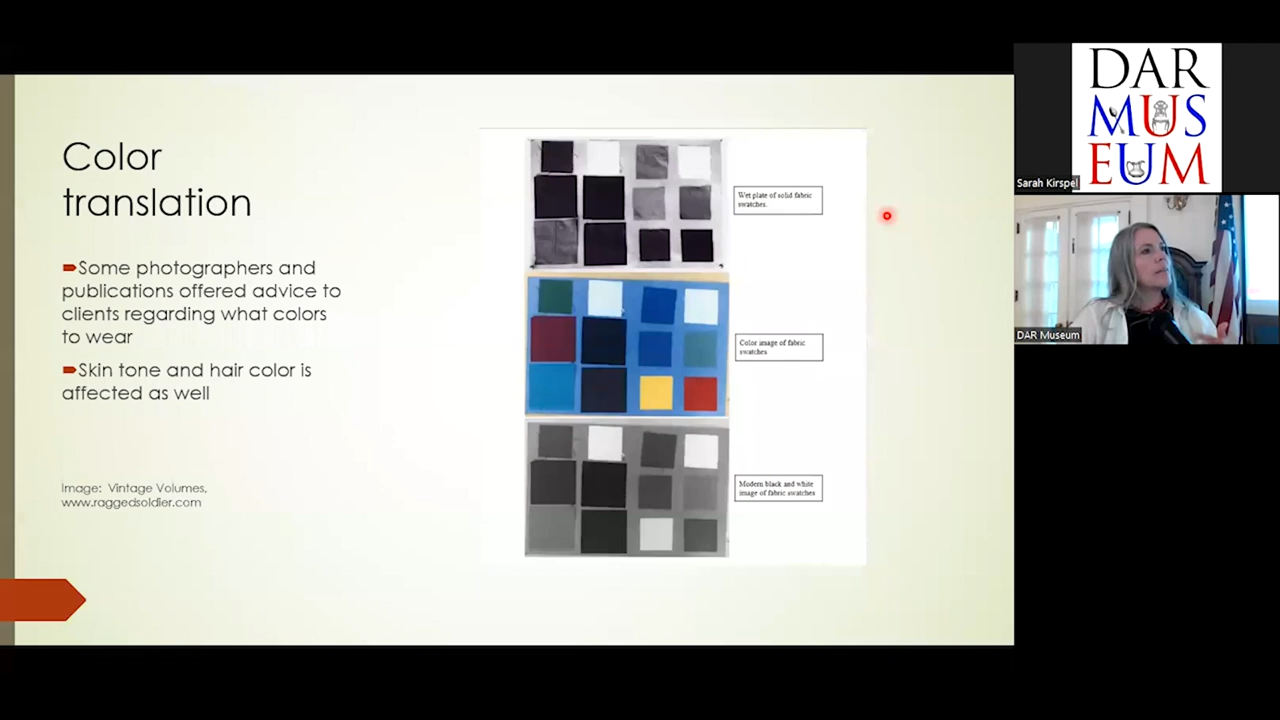 Color
translation
Some photographers and
publications offered advice to
clients regarding what colors
to wear
Skin tone and hair color is
affected as well
Image: Vintage Volumes,
www.raggedsoldier.com
Wet plate of solid fabric
swatches.
Color image of fabric
swatches
Modern black and white
image of fabric swatches
DAR
MUS
EUM
Sarah Kirspel
DAR Museum